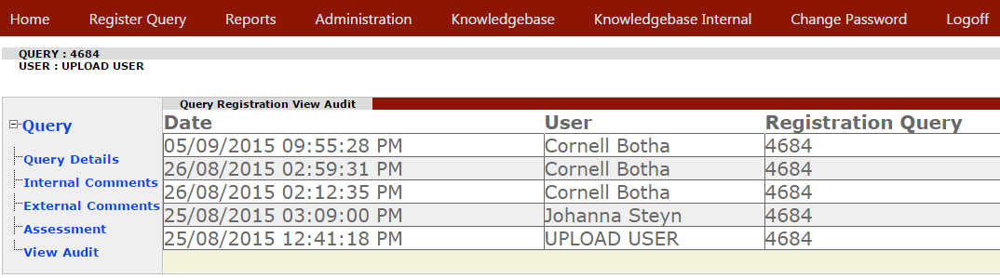 Home Register Query Reports Administration Knowledgebase Knowledgebase Internal Change Password Logoff
QUERY : 4684
USER : UPLOAD USER
Query
Query Details
Internal Comments
External Comments
Assessment
View Audit
Query Registration View Audit
Date User Registration Query
05/09/2015 09:55:28 PM Cornell Botha 4684
26/08/2015 02:59:31 PM Cornell Botha 4684
26/08/2015 02:12:35 PM Cornell Botha 4684
25/08/2015 03:09:00 PM Johanna Steyn 4684
25/08/2015 12:41:18 PM UPLOAD USER 4684